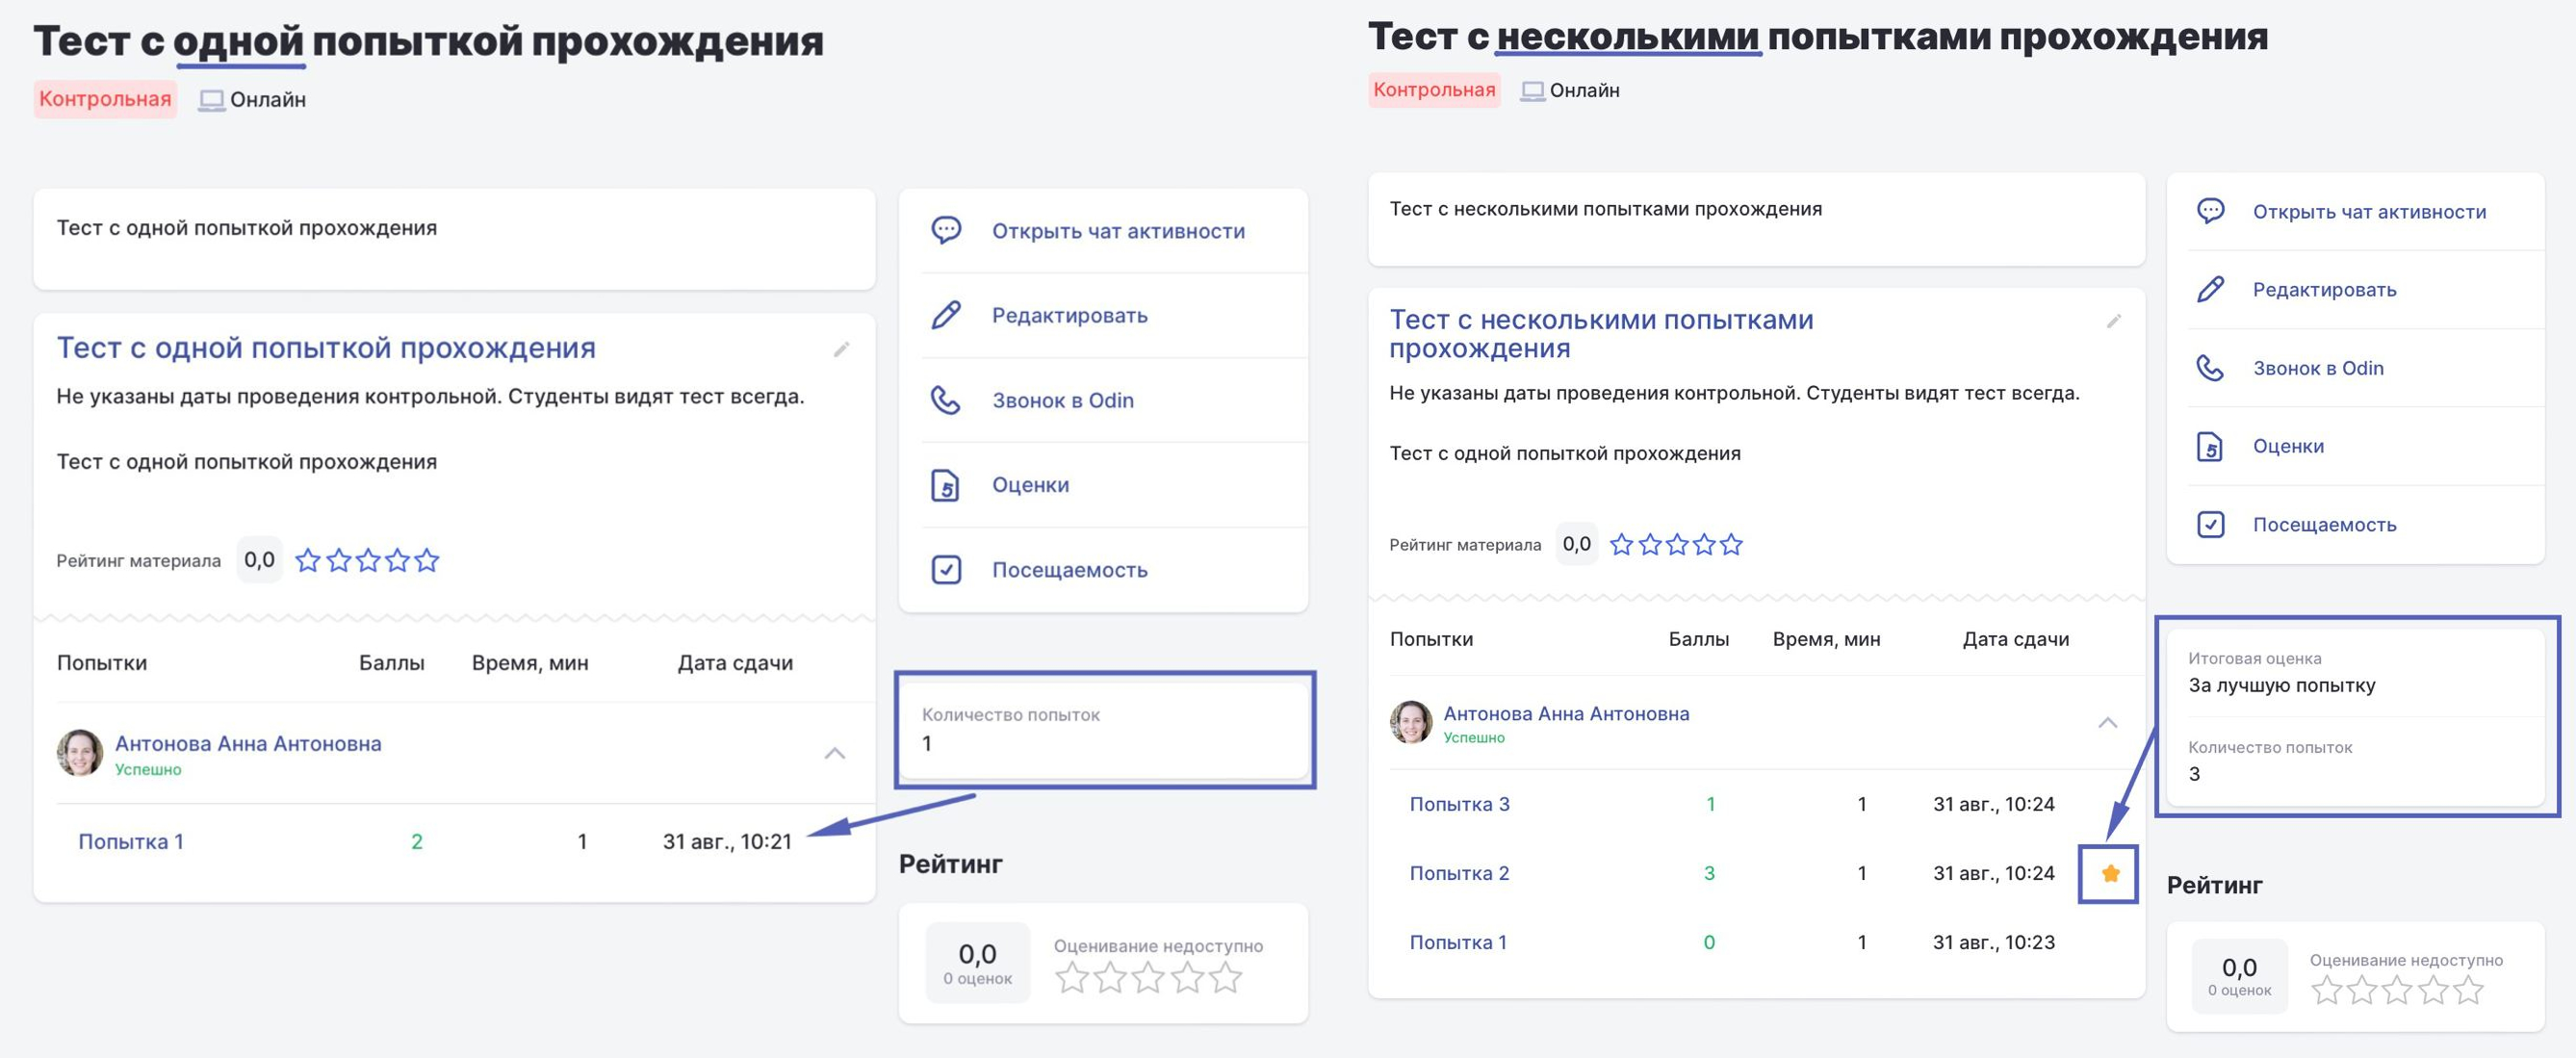 Тест с одной попыткой прохождения
Контрольная
Онлайн
Тест с одной попыткой прохождения
Тест с одной попыткой прохождения
Не указаны даты проведения контрольной. Студенты видят тест всегда.
Тест с одной попыткой прохождения
Рейтинг материала 0,0
Попытки Баллы Время, мин Дата сдачи
Антонова Анна Антоновна
Успешно
Попытка 1 2 1 31 авг., 10:21
Открыть чат активности
Редактировать
Звонок в Odin
5 Оценки
Посещаемость
Количество попыток
1
Рейтинг
0,0
0 оценок
Оценивание недоступно
Тест с несколькими попытками прохождения
Контрольная
Онлайн
Тест с несколькими попытками прохождения
Тест с несколькими попытками
прохождения
Не указаны даты проведения контрольной. Студенты видят тест всегда.
Тест с одной попыткой прохождения
Рейтинг материала 0,0
Попытки Баллы Время, мин Дата сдачи
Антонова Анна Антоновна
Успешно
Попытка 3 1 1 31 авг., 10:24
Попытка 2 3 1 31 авг., 10:24
Попытка 1 0 1 31 авг., 10:23
Открыть чат активности
Редактировать
Звонок в Odin
5 Оценки
Посещаемость
Итоговая оценка
За лучшую попытку
Количество попыток
3
Рейтинг
0,0
0 оценок
Оценивание недоступно